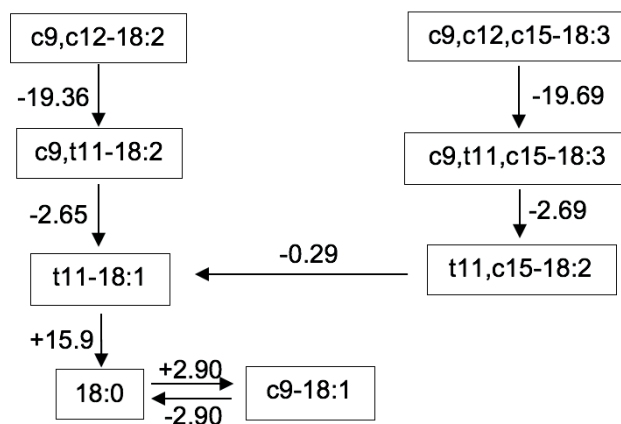 c9,c12-18:2
c9,c12,c15-18:3
-19.36
-19.69
c9,t11-18:2
c9,t11,c15-18:3
-2.65
-2.69
t11-18:1
-0.29
t11,c15-18:2
+15.9
18:0
+2.90
-2.90
c9-18:1